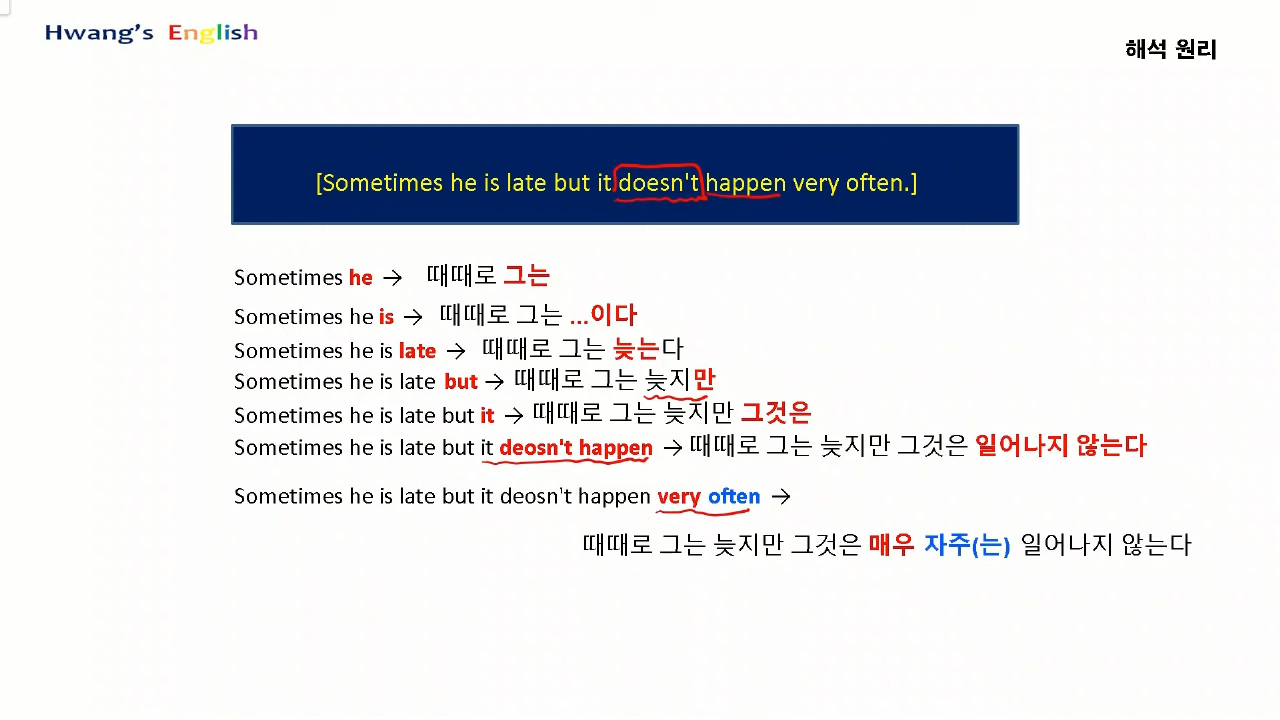 Hwang's English
해석 원리
[Sometimes he is late but it doesn't happen very often.]
Sometimes he → 때때로 그는
Sometimes he is → 때때로 그는 ...이다
Sometimes he is late → 때때로 그는 늦는다
Sometimes he is late but → 때때로 그는 늦지만
Sometimes he is late but it → 때때로 그는 늦지만 그것은
Sometimes he is late but it deosn't happen → 때때로 그는 늦지만 그것은 일어나지 않는다
Sometimes he is late but it deosn't happen very often →
때때로 그는 늦지만 그것은 매우 자주(는) 일어나지 않는다